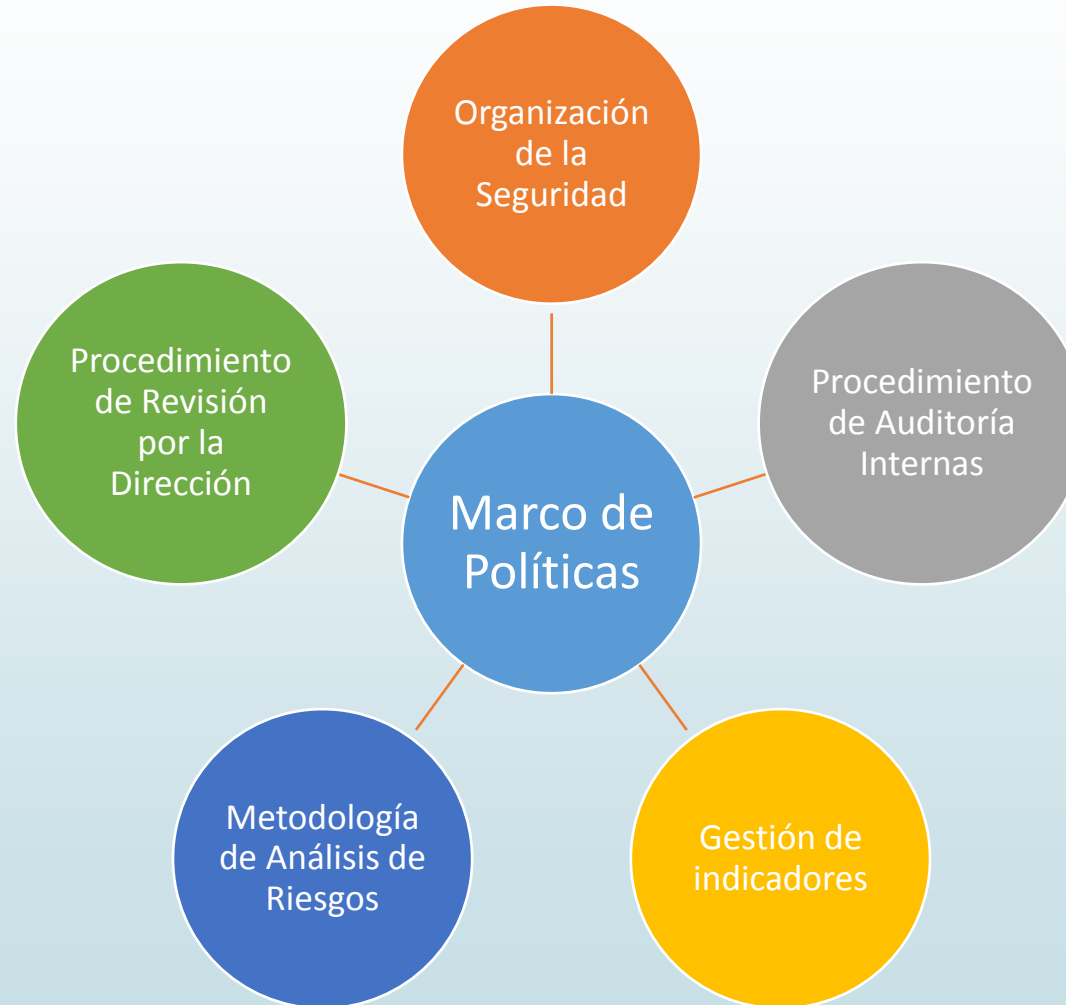 Organización
de la
Seguridad
Procedimiento
de Auditoría
Internas
Gestión de
indicadores
Metodología
de Análisis de
Riesgos
Procedimiento
de Revisión
por la
Dirección
Marco de
Políticas